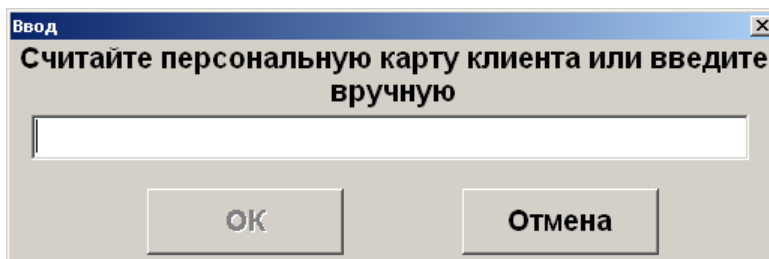 Ввод
Считайте персональную карту клиента или введите
вручную
ОК
Отмена